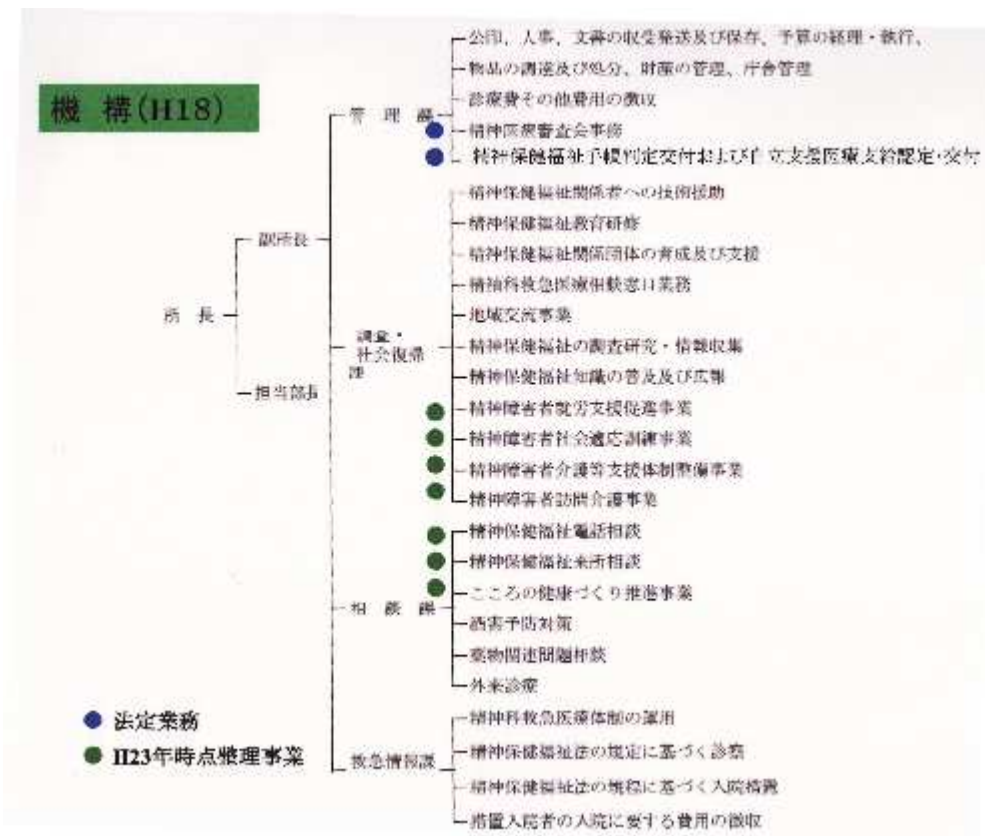 機 構(H18)
所 長
副所長
担当部長
管 理 課
公印、人事、文書の収受発送及び保存、予算の経理・執行、
物品の調達及び処分、財産の管理、庁舎管理
診療費その他費用の徴収
精神医療審査会事務
精神保健福祉手帳判定交付および自立支援医療支給認定・交付
調査・
社会復帰
課
精神保健福祉関係者への技術援助
精神保健福祉教育研修
精神保健福祉関係団体の育成及び支援
精神科救急医療相談窓口業務
地域交流事業
精神保健福祉の調査研究・情報収集
精神保健福祉知識の普及及び広報
精神障害者就労支援促進事業
精神障害者社会適応訓練事業
精神障害者介護等支援体制整備事業
精神障害者訪問介護事業
相 談 課
精神保健福祉電話相談
精神保健福祉来所相談
こころの健康づくり推進事業
酒害予防対策
薬物関連問題相談
外来診療
救急情報課
精神科救急医療体制の運用
精神保健福祉法の規定に基づく診察
精神保健福祉法の規程に基づく入院措置
措置入院者の入院に要する費用の徴収
法定業務
H23年時点整理事業